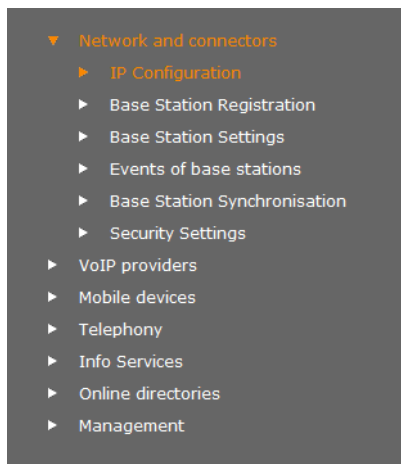 Network and connectors
IP Configuration
Base Station Registration
Base Station Settings
Events of base stations
Base Station Synchronisation
Security Settings
VoIP providers
Mobile devices
Telephony
Info Services
Online directories
Management